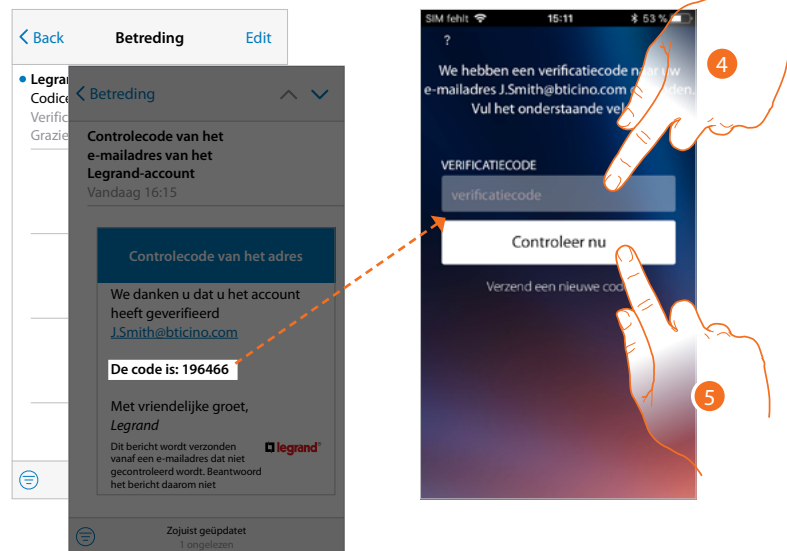 Back Betreding Edit
Legra
Codice
Verific
Grazie
Betreding
Controlecode van het
e-mailadres van het
Legrand-account
Vandaag 16:15
Controlecode van het adres
We danken u dat u het account
heeft geverifieerd
J.Smith@bticino.com
De code is: 196466
Met vriendelijke groet,
Legrand
Dit bericht wordt verzonden
vanaf een e-mailadres dat niet
gecontroleerd wordt. Beantwoord
het bericht daarom niet
legrand®
Zojuist geüpdatet
1 ongelezen
SIM fehlt 15:11 53 %
?
We hebben een verificatiecode naar uw
e-mailadres J.Smith@bticino.com den.
Vul het onderstaande vel
VERIFICATIECODE
verificatiecode
Controleer nu
Verzend een nieuwe cod
4
5